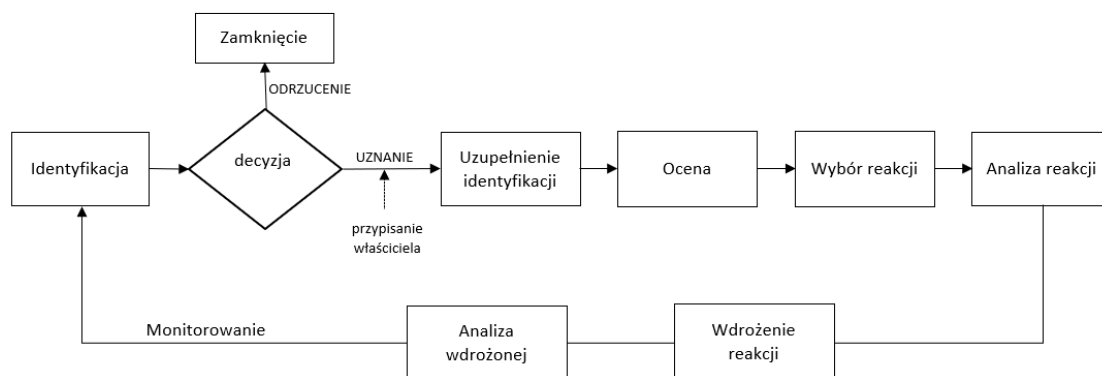 Zamknięcie
ODRZUCENIE
Identyfikacja
decyzja
UZNANIE
Uzupełnienie
identyfikacji
Ocena
Wybór reakcji
Analiza reakcji
przypisanie
właściciela
Monitorowanie
Analiza
wdrożonej
Wdrożenie
reakcji